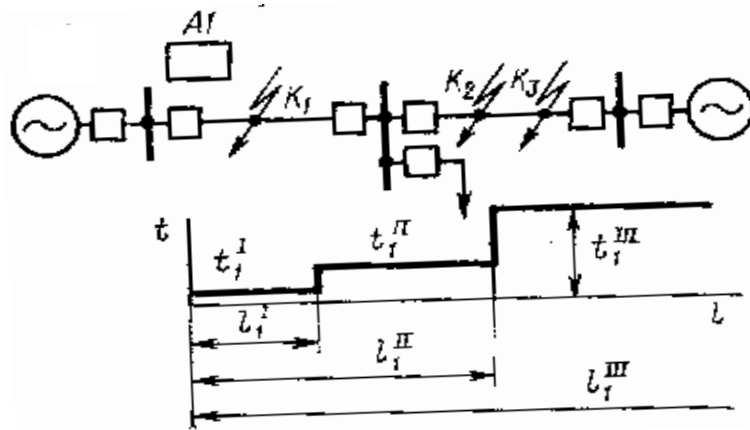 A1
K₁ K₂ K₃
t t₁ᴵ t₁ᴵᴵ t₁ᴵᴵᴵ
l₁ᴵ l
l₁ᴵᴵ
l₁ᴵᴵᴵ